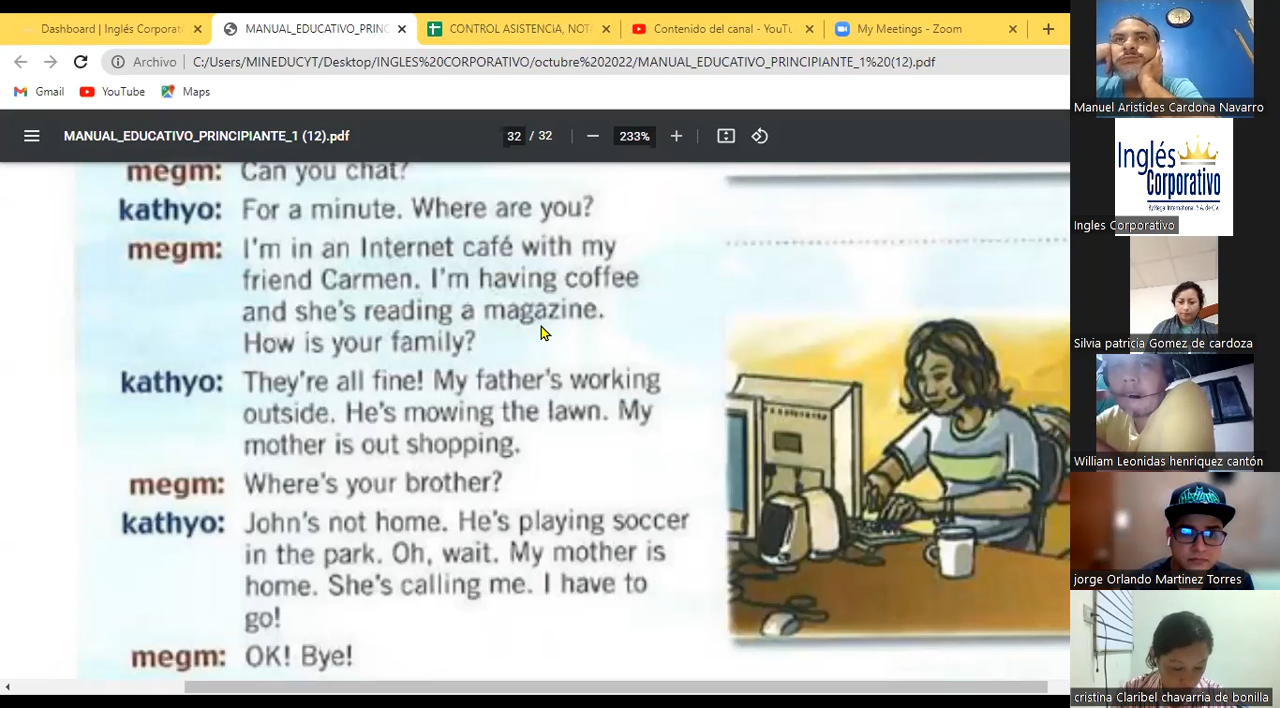 Dashboard | Inglés Corporat
MANUAL_EDUCATIVO_PRINC
CONTROL ASISTENCIA, NOT
Contenido del canal - YouTu
My Meetings - Zoom
Archivo
C:/Users/MINEDUCYT/Desktop/INGLES%20CORPORATIVO/octubre%202022/MANUAL_EDUCATIVO_PRINCIPIANTE_1%20(12).pdf
Gmail YouTube Maps
MANUAL_EDUCATIVO_PRINCIPIANTE_1 (12).pdf
32 / 32
233%
megm: Can you chat?
kathyo: For a minute. Where are you?
megm: I'm in an Internet café with my
friend Carmen. I'm having coffee
and she's reading a magazine.
How is your family?
kathyo: They're all fine! My father's working
outside. He's mowing the lawn. My
mother is out shopping.
megm: Where's your brother?
kathyo: John's not home. He's playing soccer
in the park. Oh, wait. My mother is
home. She's calling me. I have to
go!
megm: OK! Bye!
Manuel Aristides Cardona Navarro
Inglés
Corporativo
Ingles Corporativo
Silvia patricia Gomez de cardoza
William Leonidas henriquez cantón
jorge Orlando Martinez Torres
cristina Claribel chavarria de bonilla